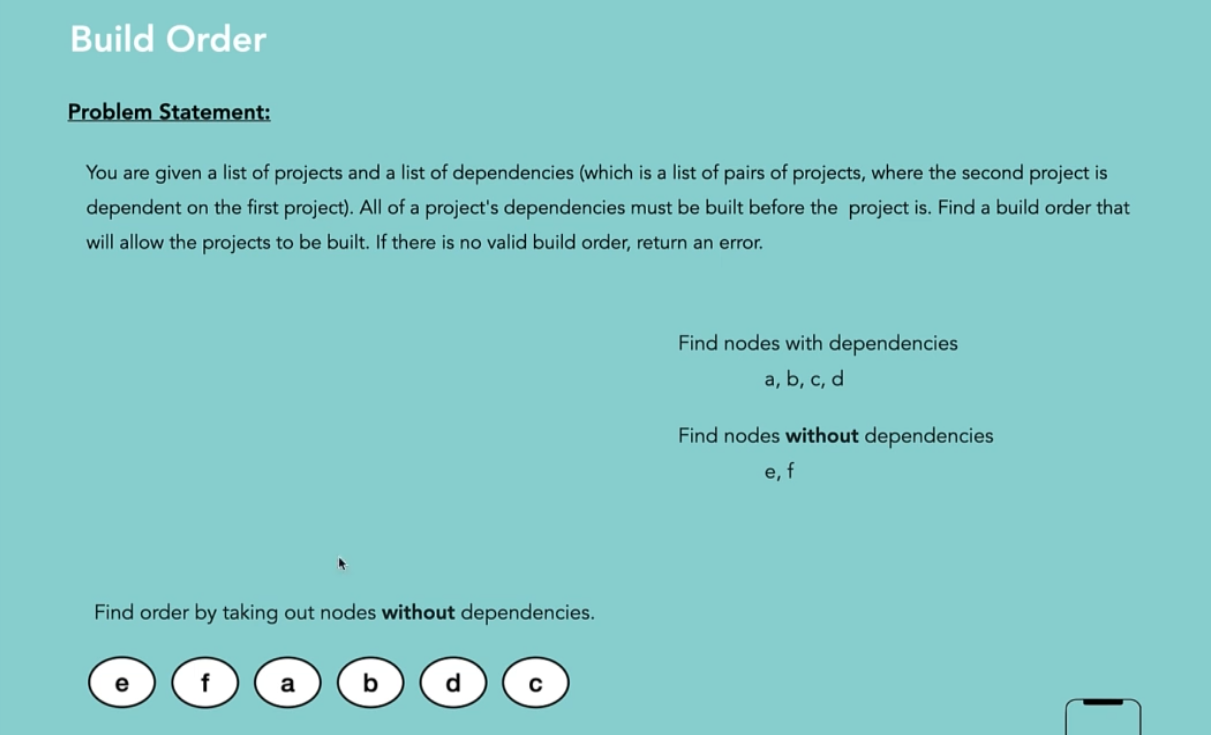 Build Order
Problem Statement:
You are given a list of projects and a list of dependencies (which is a list of pairs of projects, where the second project is
dependent on the first project). All of a project's dependencies must be built before the project is. Find a build order that
will allow the projects to be built. If there is no valid build order, return an error.
Find nodes with dependencies
a, b, c, d
Find nodes without dependencies
e, f
Find order by taking out nodes without dependencies.
e f a b d c